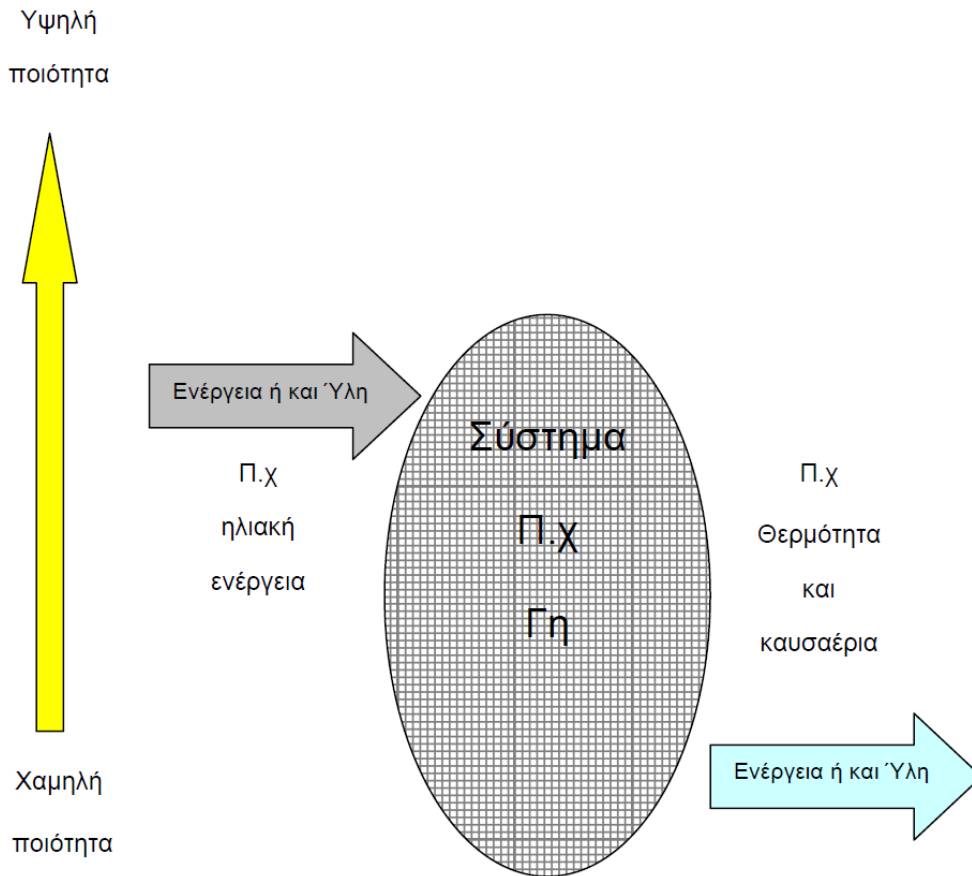 Υψηλή
ποιότητα
Ενέργεια ή και Ύλη
Π.χ
ηλιακή
ενέργεια
Σύστημα
Π.χ
Γη
Π.χ
Θερμότητα
και
καυσαέρια
Ενέργεια ή και Ύλη
Χαμηλή
ποιότητα